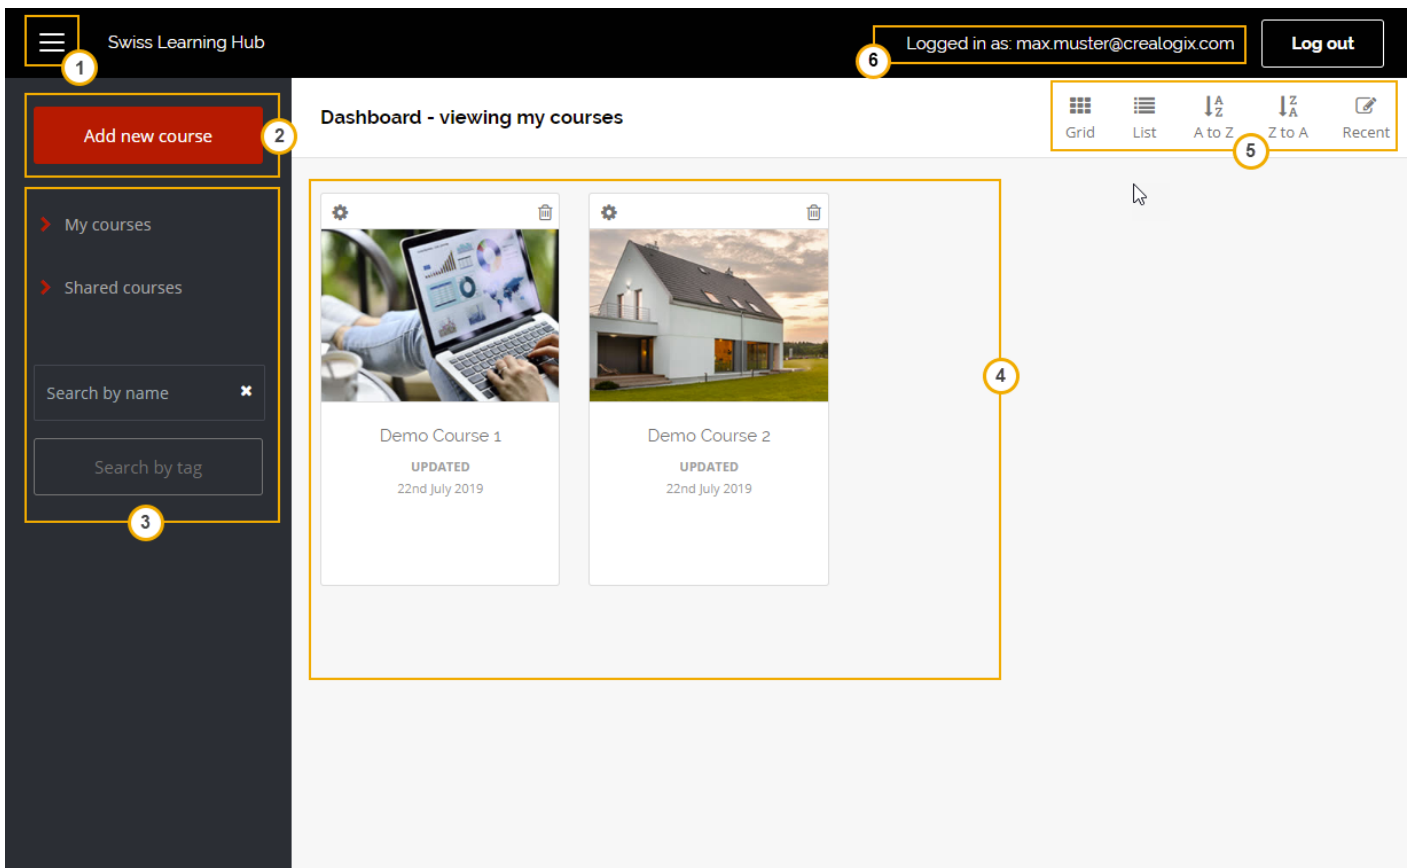 Swiss Learning Hub
Logged in as: max.muster@crealogix.com
Log out
1
6
Add new course
2
Dashboard - viewing my courses
Grid
List
A to Z
Z to A
Recent
5
My courses
Shared courses
Search by name
Search by tag
3
4
Demo Course 1
UPDATED
22nd July 2019
Demo Course 2
UPDATED
22nd July 2019